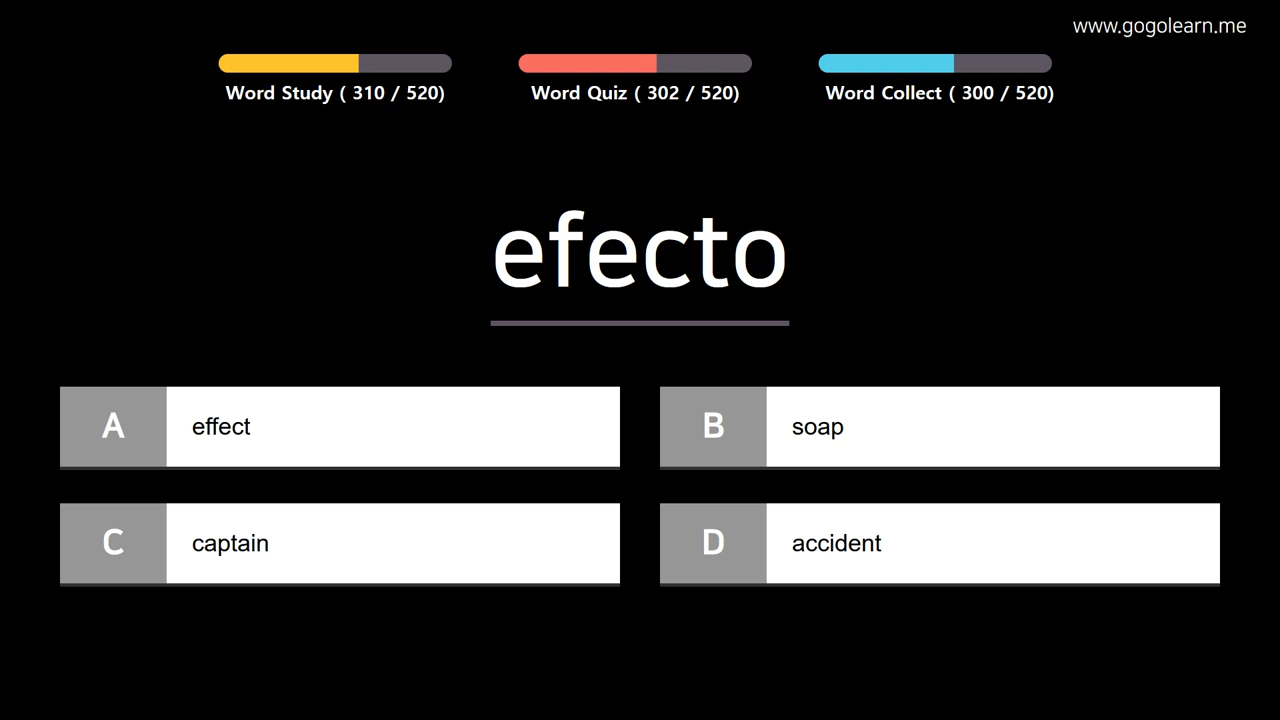 www.gogolearn.me
Word Study ( 310 / 520)
Word Quiz ( 302 / 520)
Word Collect ( 300 / 520)
efecto
A effect
B soap
C captain
D accident